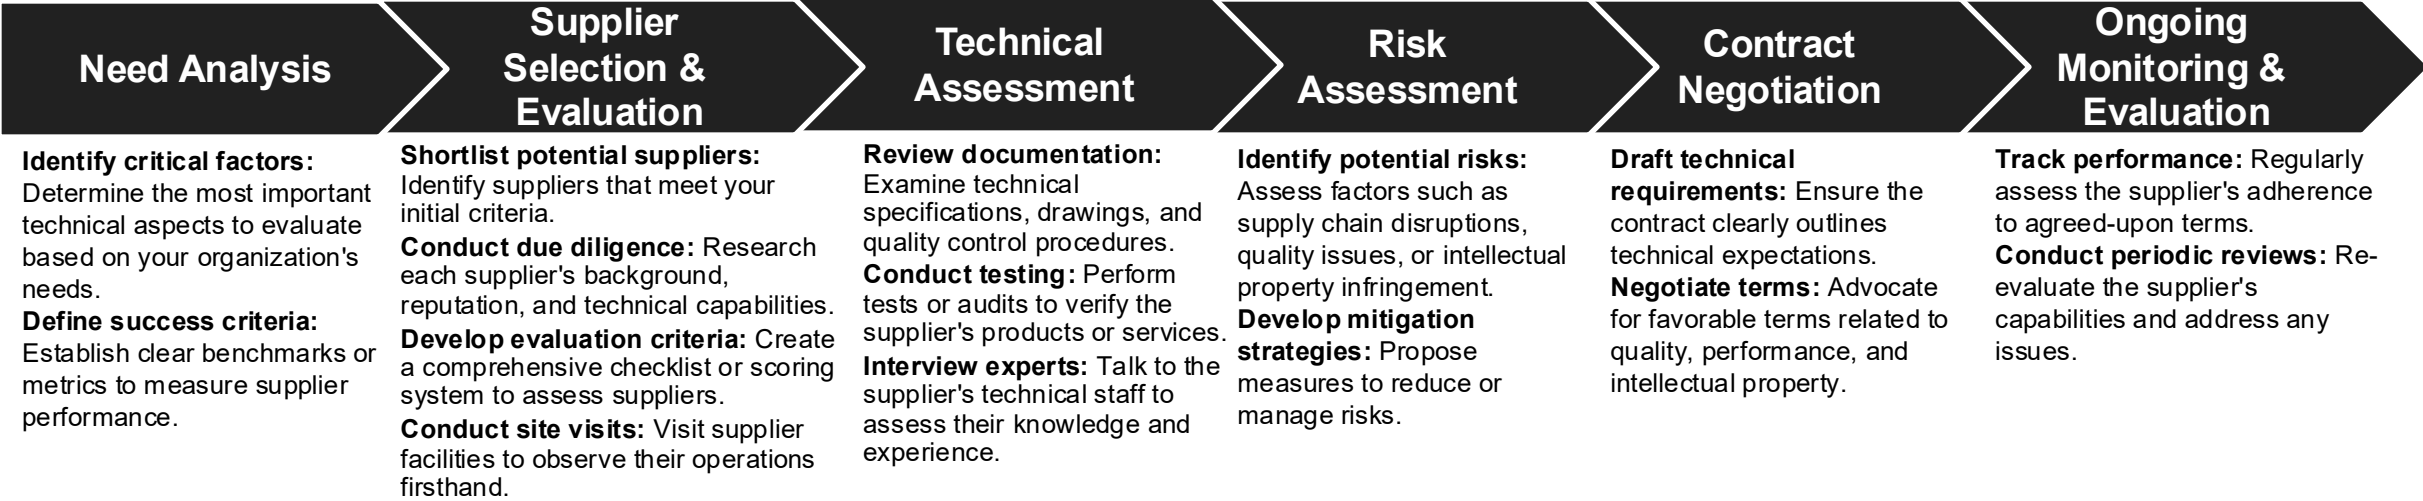 Need Analysis
Supplier
Selection &
Evaluation
Technical
Assessment
Risk
Assessment
Contract
Negotiation
Ongoing
Monitoring &
Evaluation
Identify critical factors:
Determine the most important
technical aspects to evaluate
based on your organization's
needs.
Define success criteria:
Establish clear benchmarks or
metrics to measure supplier
performance.
Shortlist potential suppliers:
Identify suppliers that meet your
initial criteria.
Conduct due diligence: Research
each supplier's background,
reputation, and technical capabilities.
Develop evaluation criteria: Create
a comprehensive checklist or scoring
system to assess suppliers.
Conduct site visits: Visit supplier
facilities to observe their operations
firsthand.
Review documentation:
Examine technical
specifications, drawings, and
quality control procedures.
Conduct testing: Perform
tests or audits to verify the
supplier's products or services.
Interview experts: Talk to the
supplier's technical staff to
assess their knowledge and
experience.
Identify potential risks:
Assess factors such as
supply chain disruptions,
quality issues, or intellectual
property infringement.
Develop mitigation
strategies: Propose
measures to reduce or
manage risks.
Draft technical
requirements: Ensure the
contract clearly outlines
technical expectations.
Negotiate terms: Advocate
for favorable terms related to
quality, performance, and
intellectual property.
Track performance: Regularly
assess the supplier's adherence
to agreed-upon terms.
Conduct periodic reviews: Re-
evaluate the supplier's
capabilities and address any
issues.